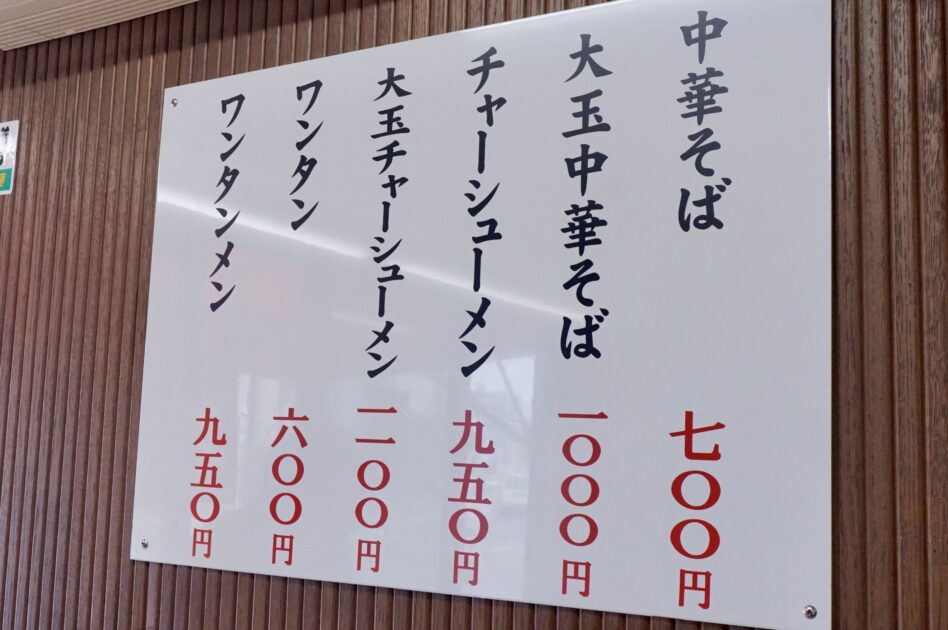 中華そば 七〇〇円
大玉中華そば 一〇〇〇円
チャーシューメン 九五〇円
大玉チャーシューメン 一一〇〇円
ワンタン 六〇〇円
ワンタンメン 九五〇円